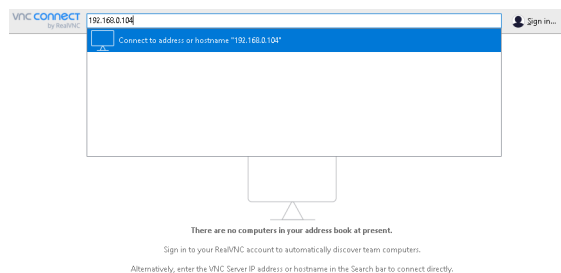 vnc connect
by RealVNC
192.168.0.104
Sign in...
Connect to address or hostname "192.168.0.104"
There are no computers in your address book at present.
Sign in to your RealVNC account to automatically discover team computers.
Alternatively, enter the VNC Server IP address or hostname in the Search bar to connect directly.